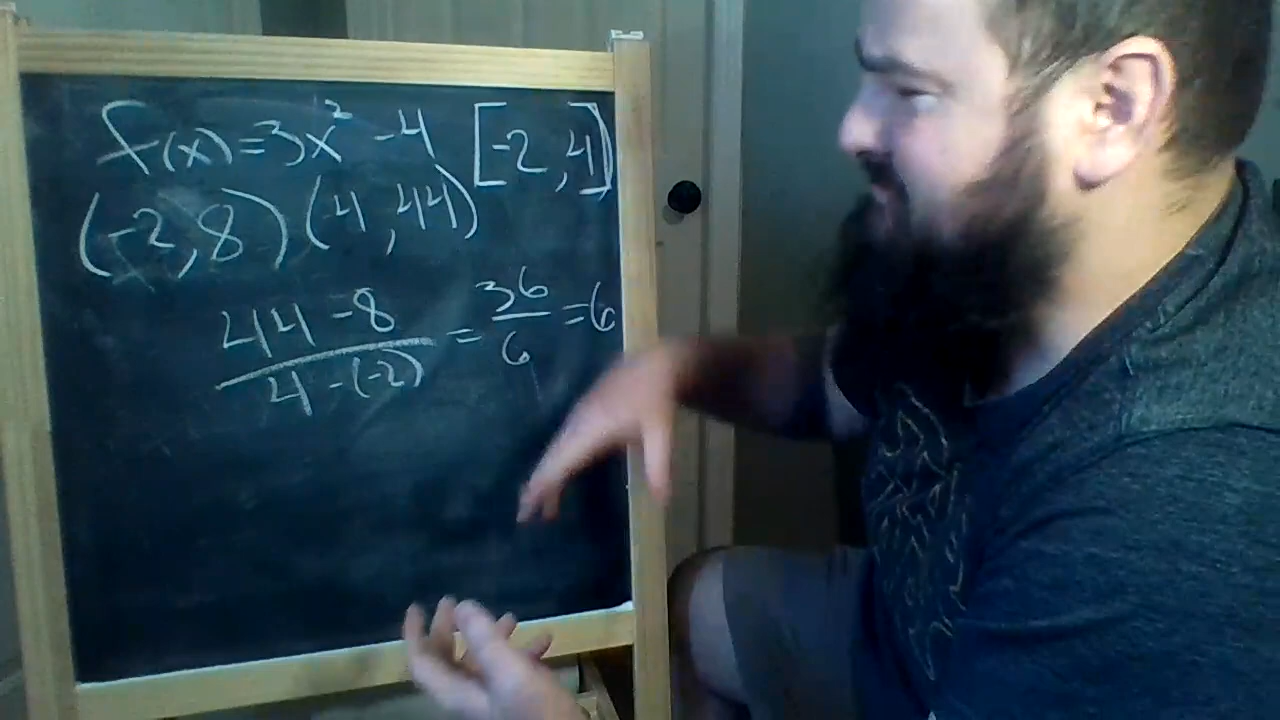 f(x)=3x² -4 [-2,4]
(-2,8) (4,44)
44-8 / 4-(-2) = 36/6 =6